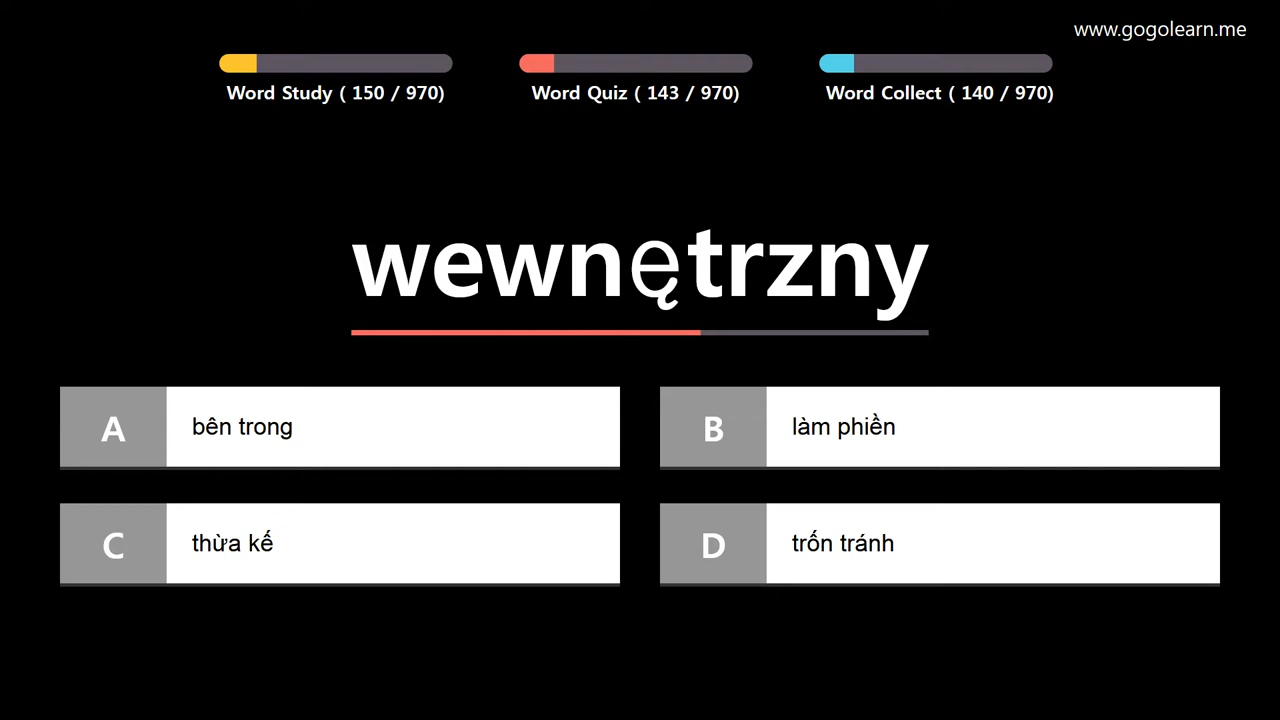 www.gogolearn.me
Word Study ( 150 / 970)
Word Quiz ( 143 / 970)
Word Collect ( 140 / 970)
wewnętrzny
A
bên trong
B
làm phiền
C
thừa kế
D
trốn tránh